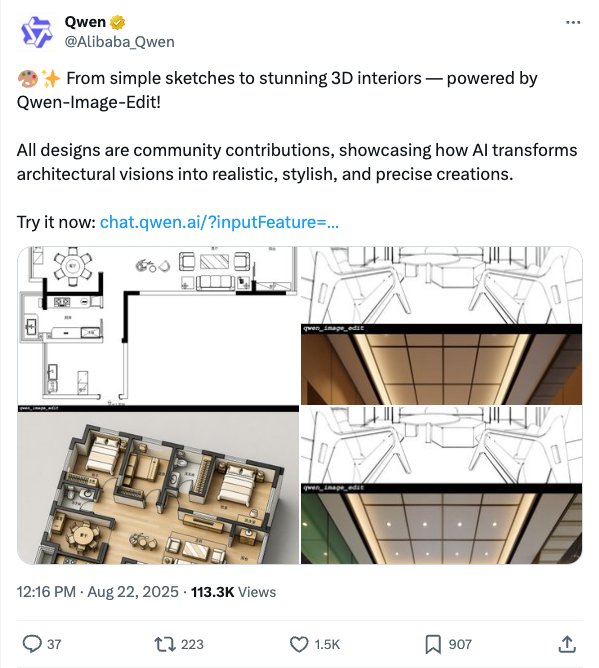 Qwen
@Alibaba_Qwen
🎨✨ From simple sketches to stunning 3D interiors — powered by
Qwen-Image-Edit!
All designs are community contributions, showcasing how AI transforms
architectural visions into realistic, stylish, and precise creations.
Try it now: chat.qwen.ai/?inputFeature=...
qwen_image_edit
qwen_image_edit
qwen_image_edit
12:16 PM · Aug 22, 2025 · 113.3K Views
37
223
1.5K
907